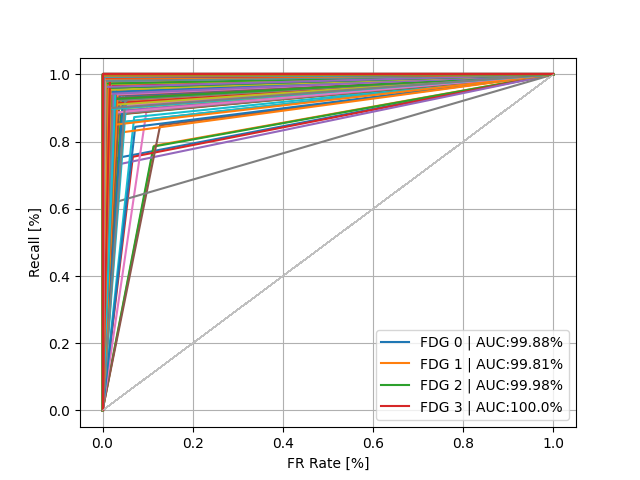 1.0
0.8
0.6
0.4
0.2
0.0
Recall [%]
FDG 0 | AUC:99.88%
FDG 1 | AUC:99.81%
FDG 2 | AUC:99.98%
FDG 3 | AUC:100.0%
0.0 0.2 0.4 0.6 0.8 1.0
FR Rate [%]